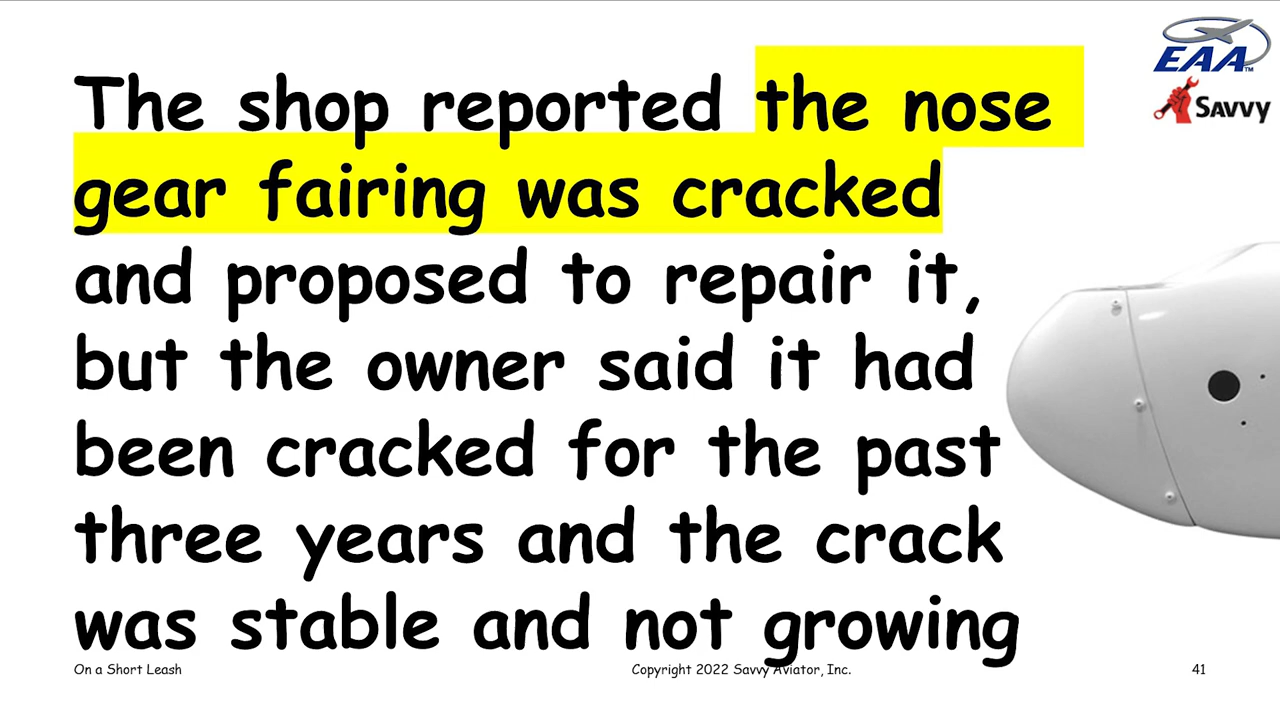 EAA™
SAVVY
The shop reported the nose
gear fairing was cracked
and proposed to repair it,
but the owner said it had
been cracked for the past
three years and the crack
was stable and not growing
On a Short Leash
Copyright 2022 Savvy Aviator, Inc.
41